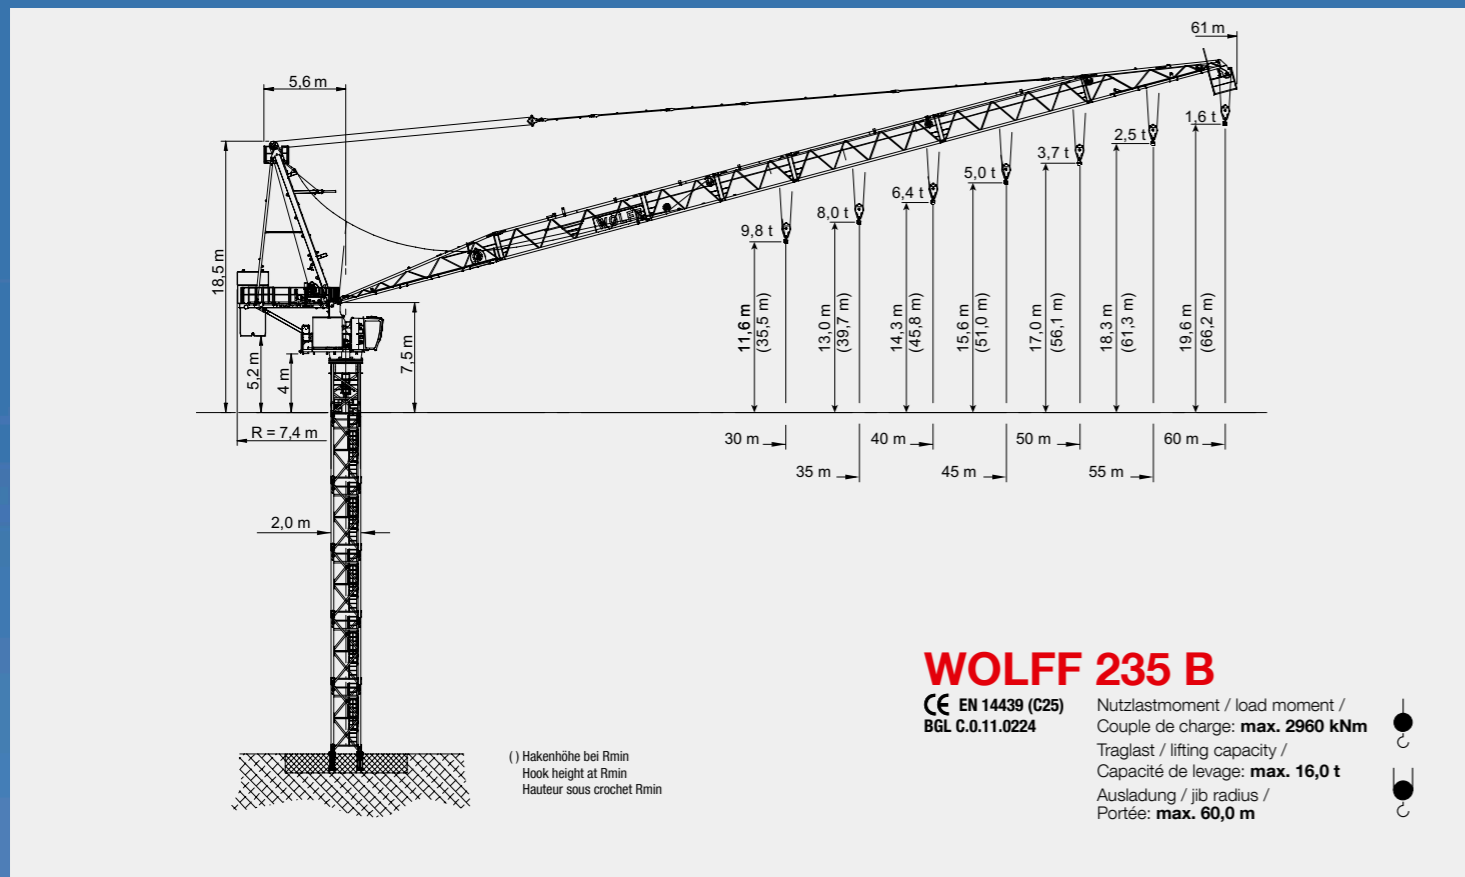 61 m
5,6 m
1,6 t
2,5 t
3,7 t
5,0 t
6,4 t
8,0 t
9,8 t
WOLFF
18,5 m
5,2 m
4 m
7,5 m
11,6 m
(35,5 m)
13,0 m
(39,7 m)
14,3 m
(45,8 m)
15,6 m
(51,0 m)
17,0 m
(56,1 m)
18,3 m
(61,3 m)
19,6 m
(66,2 m)
R = 7,4 m
30 m
40 m
50 m
60 m
35 m
45 m
55 m
2,0 m
WOLFF 235 B
CE EN 14439 (C25)
BGL C.0.11.0224
Nutzlastmoment / load moment /
Couple de charge: max. 2960 kNm
Traglast / lifting capacity /
Capacité de levage: max. 16,0 t
Ausladung / jib radius /
Portée: max. 60,0 m
( ) Hakenhöhe bei Rmin
Hook height at Rmin
Hauteur sous crochet Rmin